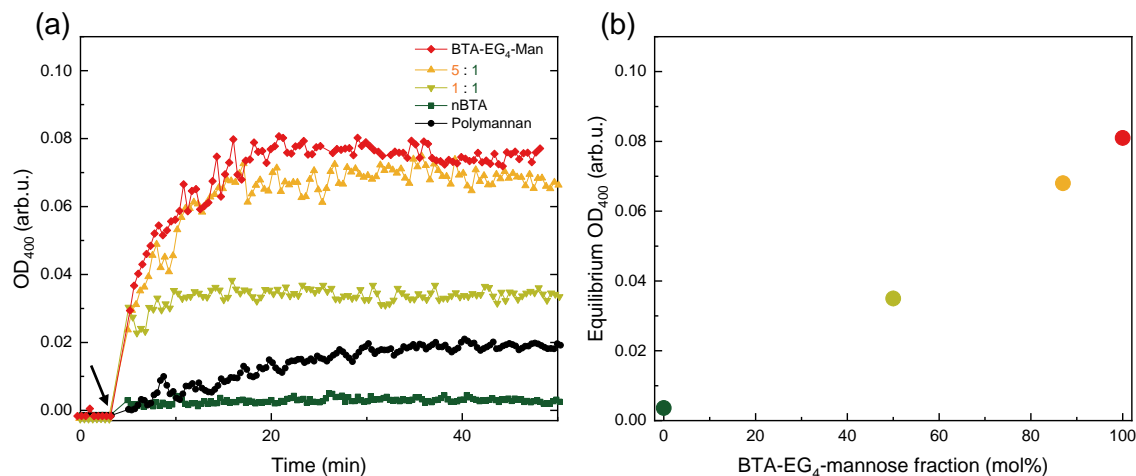 (a)
BTA-EG₄-Man
5 : 1
1 : 1
nBTA
Polymannan
0.10
0.08
0.06
0.04
0.02
0.00
OD₄₀₀ (arb.u.)
0
20
40
Time (min)
(b)
0.10
0.08
0.06
0.04
0.02
0.00
Equilibrium OD₄₀₀ (arb.u.)
0
20
40
60
80
100
BTA-EG₄-mannose fraction (mol%)